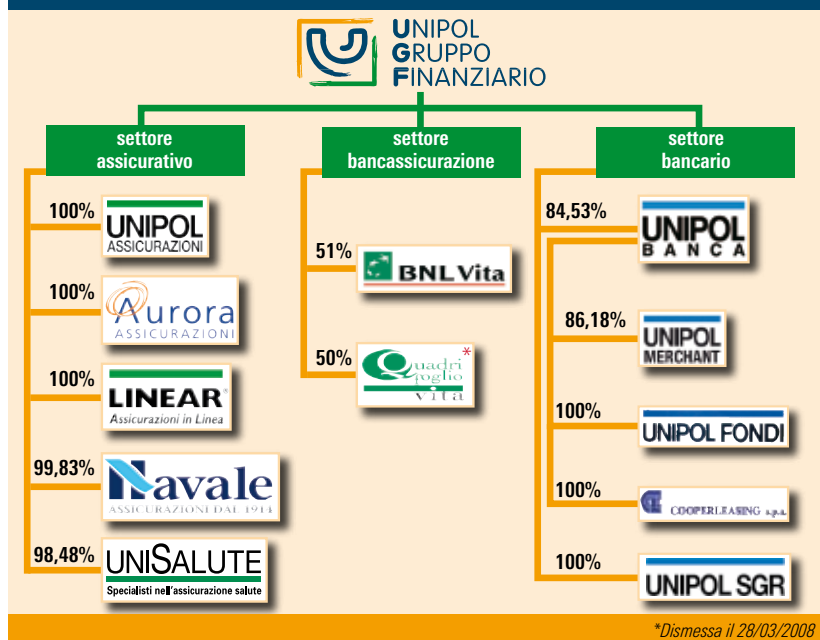 UNIPOL
GRUPPO
FINANZIARIO
settore
assicurativo
100%
UNIPOL
ASSICURAZIONI
100%
Aurora
ASSICURAZIONI
100%
LINEAR
Assicurazioni in Linea
99,83%
Navale
ASSICURAZIONI DAL 1914
98,48%
UNISALUTE
Specialisti nell'assicurazione salute
settore
bancassicurazione
51%
BNL Vita
50%
Quadri *
foglio
vita
settore
bancario
84,53%
UNIPOL
BANCA
86,18%
UNIPOL
MERCHANT
100%
UNIPOL FONDI
100%
COOPERLEASING s.p.a.
100%
UNIPOL SGR
*Dismessa il 28/03/2008